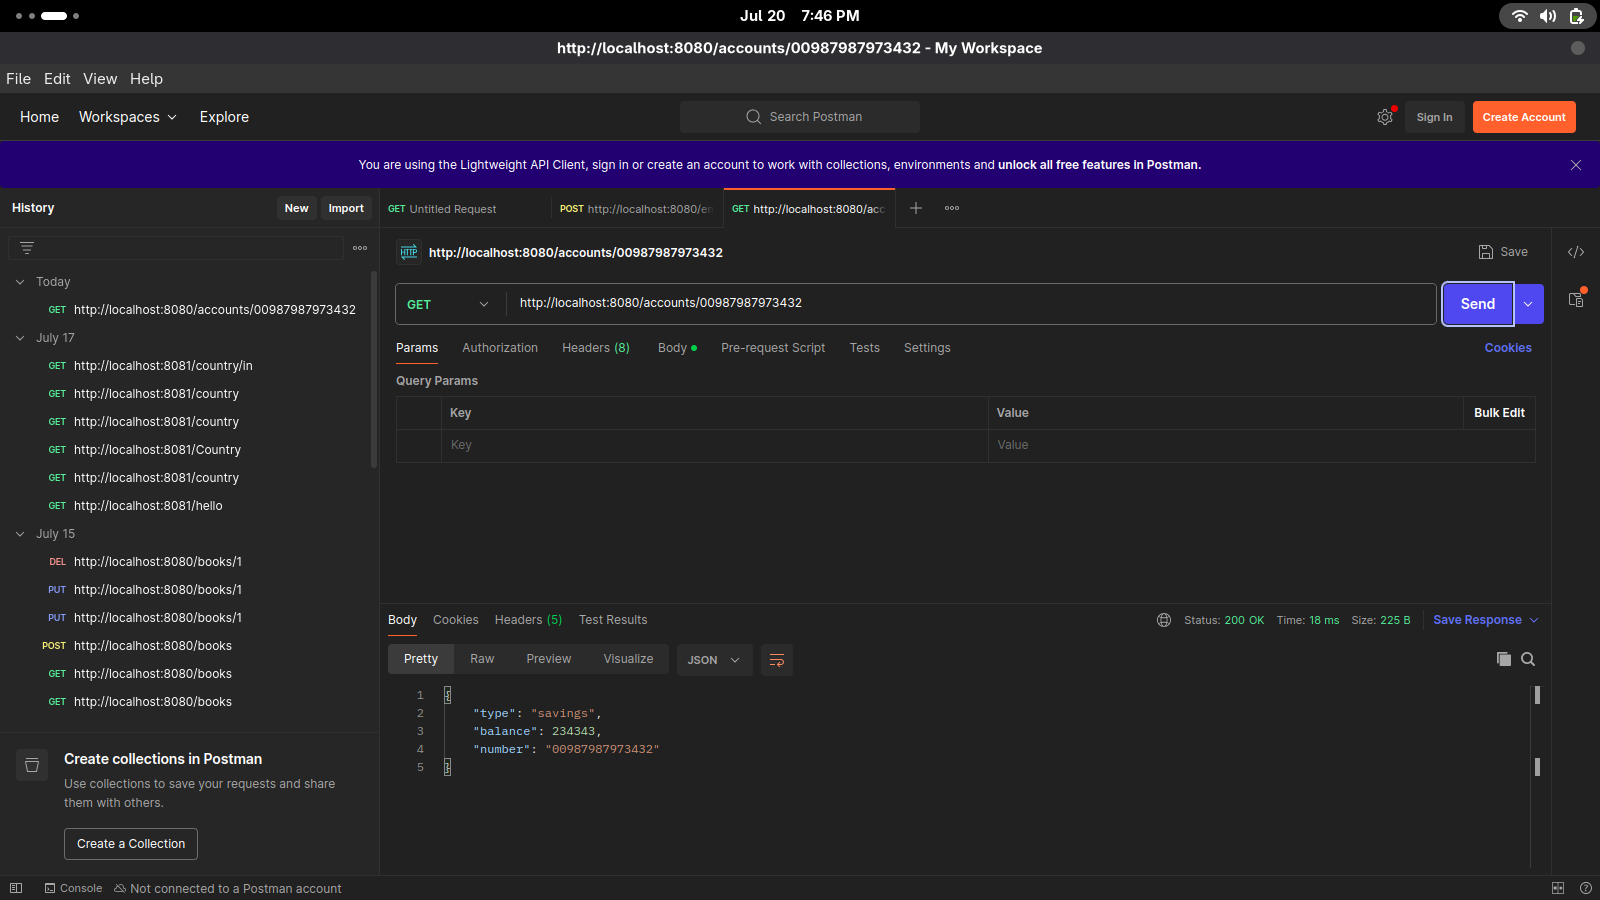 Jul 20 7:46 PM
http://localhost:8080/accounts/00987987973432 - My Workspace
File Edit View Help
Home Workspaces Explore Search Postman Sign In Create Account
You are using the Lightweight API Client, sign in or create an account to work with collections, environments and unlock all free features in Postman.
History New Import
GET Untitled Request POST http://localhost:8080/en GET http://localhost:8080/acc
HTTP http://localhost:8080/accounts/00987987973432 Save
Today
GET http://localhost:8080/accounts/00987987973432
July 17
GET http://localhost:8081/country/in
GET http://localhost:8081/country
GET http://localhost:8081/country
GET http://localhost:8081/Country
GET http://localhost:8081/country
GET http://localhost:8081/hello
July 15
DEL http://localhost:8080/books/1
PUT http://localhost:8080/books/1
PUT http://localhost:8080/books/1
POST http://localhost:8080/books
GET http://localhost:8080/books
GET http://localhost:8080/books
Create collections in Postman
Use collections to save your requests and share
them with others.
Create a Collection
GET http://localhost:8080/accounts/00987987973432 Send
Params Authorization Headers (8) Body Pre-request Script Tests Settings Cookies
Query Params
Key Value Bulk Edit
Key Value
Body Cookies Headers (5) Test Results Status: 200 OK Time: 18 ms Size: 225 B Save Response
Pretty Raw Preview Visualize JSON
1 {
2 "type": "savings",
3 "balance": 234343,
4 "number": "00987987973432"
5 }
Console Not connected to a Postman account